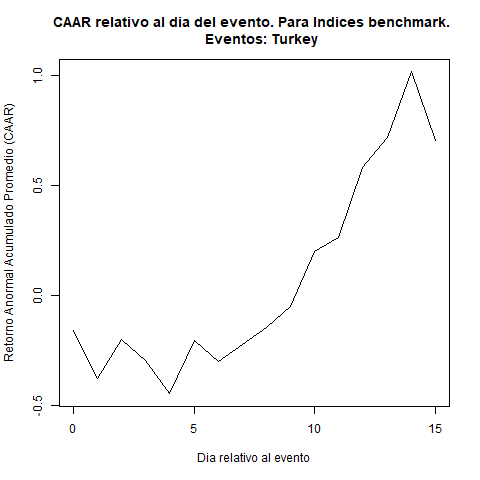 CAAR relativo al dia del evento. Para Indices benchmark.
Eventos: Turkey
Retorno Anormal Acumulado Promedio (CAAR)
1.0
0.5
0.0
-0.5
0
5
10
15
Dia relativo al evento